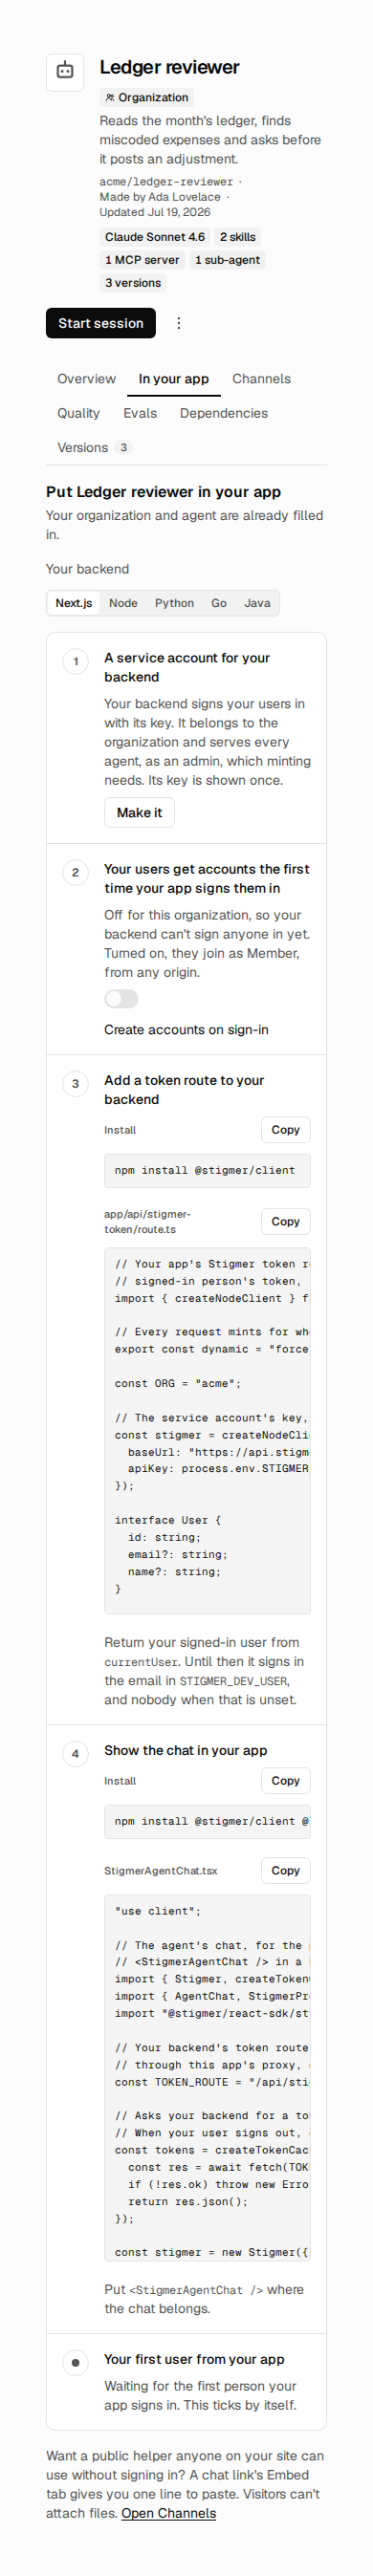 Ledger reviewer
Organization
Reads the month's ledger, finds
miscoded expenses and asks before
it posts an adjustment.
acme/ledger-reviewer ·
Made by Ada Lovelace ·
Updated Jul 19, 2026
Claude Sonnet 4.6 2 skills
1 MCP server 1 sub-agent
3 versions
Start session
Overview In your app Channels
Quality Evals Dependencies
Versions 3
Put Ledger reviewer in your app
Your organization and agent are already filled
in.
Your backend
Next.js Node Python Go Java
1
A service account for your
backend
Your backend signs your users in
with its key. It belongs to the
organization and serves every
agent, as an admin, which minting
needs. Its key is shown once.
Make it
2
Your users get accounts the first
time your app signs them in
Off for this organization, so your
backend can't sign anyone in yet.
Turned on, they join as Member,
from any origin.
Create accounts on sign-in
3
Add a token route to your
backend
Install Copy
npm install @stigmer/client
app/api/stigmer-
token/route.ts
Copy
// Your app's Stigmer token r
// signed-in person's token,
import { createNodeClient } f
// Every request mints for wh
export const dynamic = "force
const ORG = "acme";
// The service account's key,
const stigmer = createNodeCli
baseUrl: "https://api.stigm
apiKey: process.env.STIGMER
});
interface User {
id: string;
email?: string;
name?: string;
}
Return your signed-in user from
currentUser. Until then it signs in
the email in STIGMER_DEV_USER,
and nobody when that is unset.
4
Show the chat in your app
Install Copy
npm install @stigmer/client @
StigmerAgentChat.tsx Copy
"use client";
// The agent's chat, for the
// <StigmerAgentChat /> in a
import { Stigmer, createToken
import { AgentChat, StigmerPr
import "@stigmer/react-sdk/st
// Your backend's token route
// through this app's proxy,
const TOKEN_ROUTE = "/api/sti
// Asks your backend for a to
// When your user signs out,
const tokens = createTokenCac
const res = await fetch(TOK
if (!res.ok) throw new Erro
return res.json();
});
const stigmer = new Stigmer({
Put <StigmerAgentChat /> where
the chat belongs.
Your first user from your app
Waiting for the first person your
app signs in. This ticks by itself.
Want a public helper anyone on your site can
use without signing in? A chat link's Embed
tab gives you one line to paste. Visitors can't
attach files. Open Channels